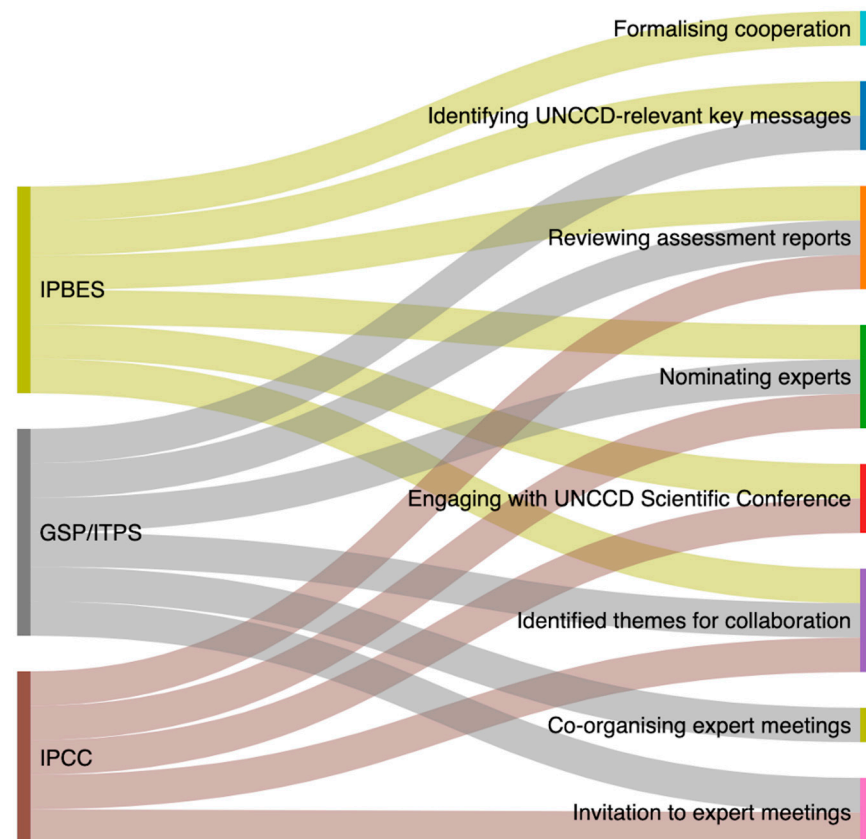 Formalising cooperation
Identifying UNCCD-relevant key messages
Reviewing assessment reports
IPBES
Nominating experts
Engaging with UNCCD Scientific Conference
GSP/ITPS
Identified themes for collaboration
Co-organising expert meetings
IPCC
Invitation to expert meetings